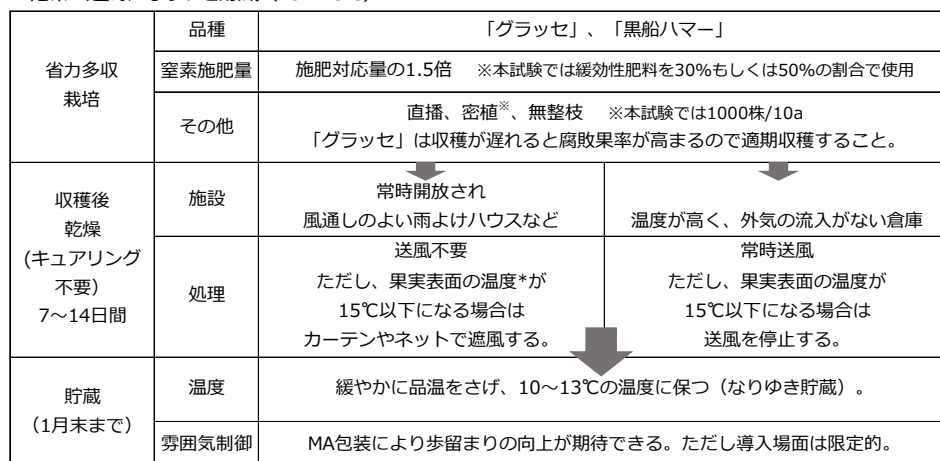 品種
「グラッセ」、「黒船ハマー」
省力多収
栽培
窒素施肥量
施肥対応量の1.5倍 ※本試験では緩効性肥料を30%もしくは50%の割合で使用
その他
直播、密植※、無整枝 ※本試験では1000株/10a
「グラッセ」は収穫が遅れると腐敗果率が高まるので適期収穫すること。
収穫後
乾燥
(キュアリング
不要）
7～14日間
施設
常時開放され
風通しのよい雨よけハウスなど
温度が高く、外気の流入がない倉庫
処理
送風不要
ただし、果実表面の温度*が
15℃以下になる場合は
カーテンやネットで遮風する。
常時送風
ただし、果実表面の温度が
15℃以下になる場合は
送風を停止する。
貯蔵
（1月末まで）
温度
緩やかに品温をさげ、10～13℃の温度に保つ（なりゆき貯蔵）。
雰囲気制御
MA包装により歩留まりの向上が期待できる。ただし導入場面は限定的。